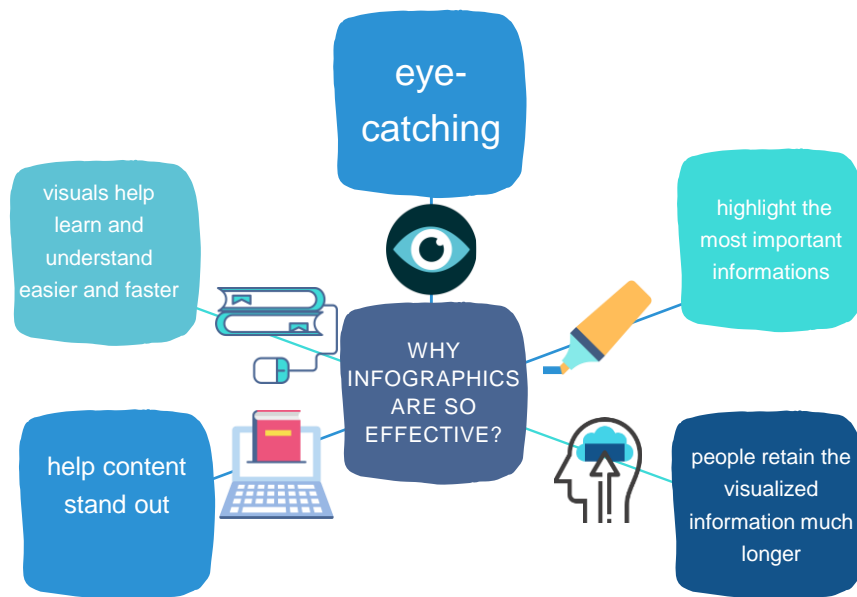 eye-
catching
visuals help
learn and
understand
easier and faster
highlight the
most important
informations
WHY
INFOGRAPHICS
ARE SO
EFFECTIVE?
help content
stand out
people retain the
visualized
information much
longer